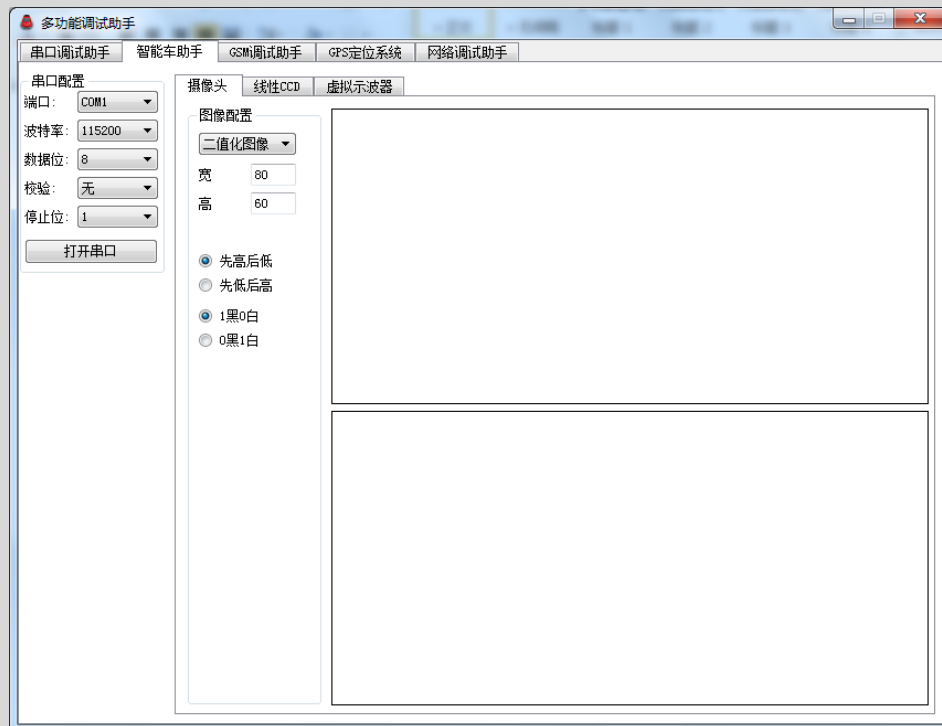 多功能调试助手
串口调试助手 智能车助手 GSM调试助手 GPS定位系统 网络调试助手
串口配置
端口: COM1
波特率: 115200
数据位: 8
校验: 无
停止位: 1
打开串口
摄像头 线性CCD 虚拟示波器
图像配置
二值化图像
宽 80
高 60
先高后低
先低后高
1黑0白
0黑1白